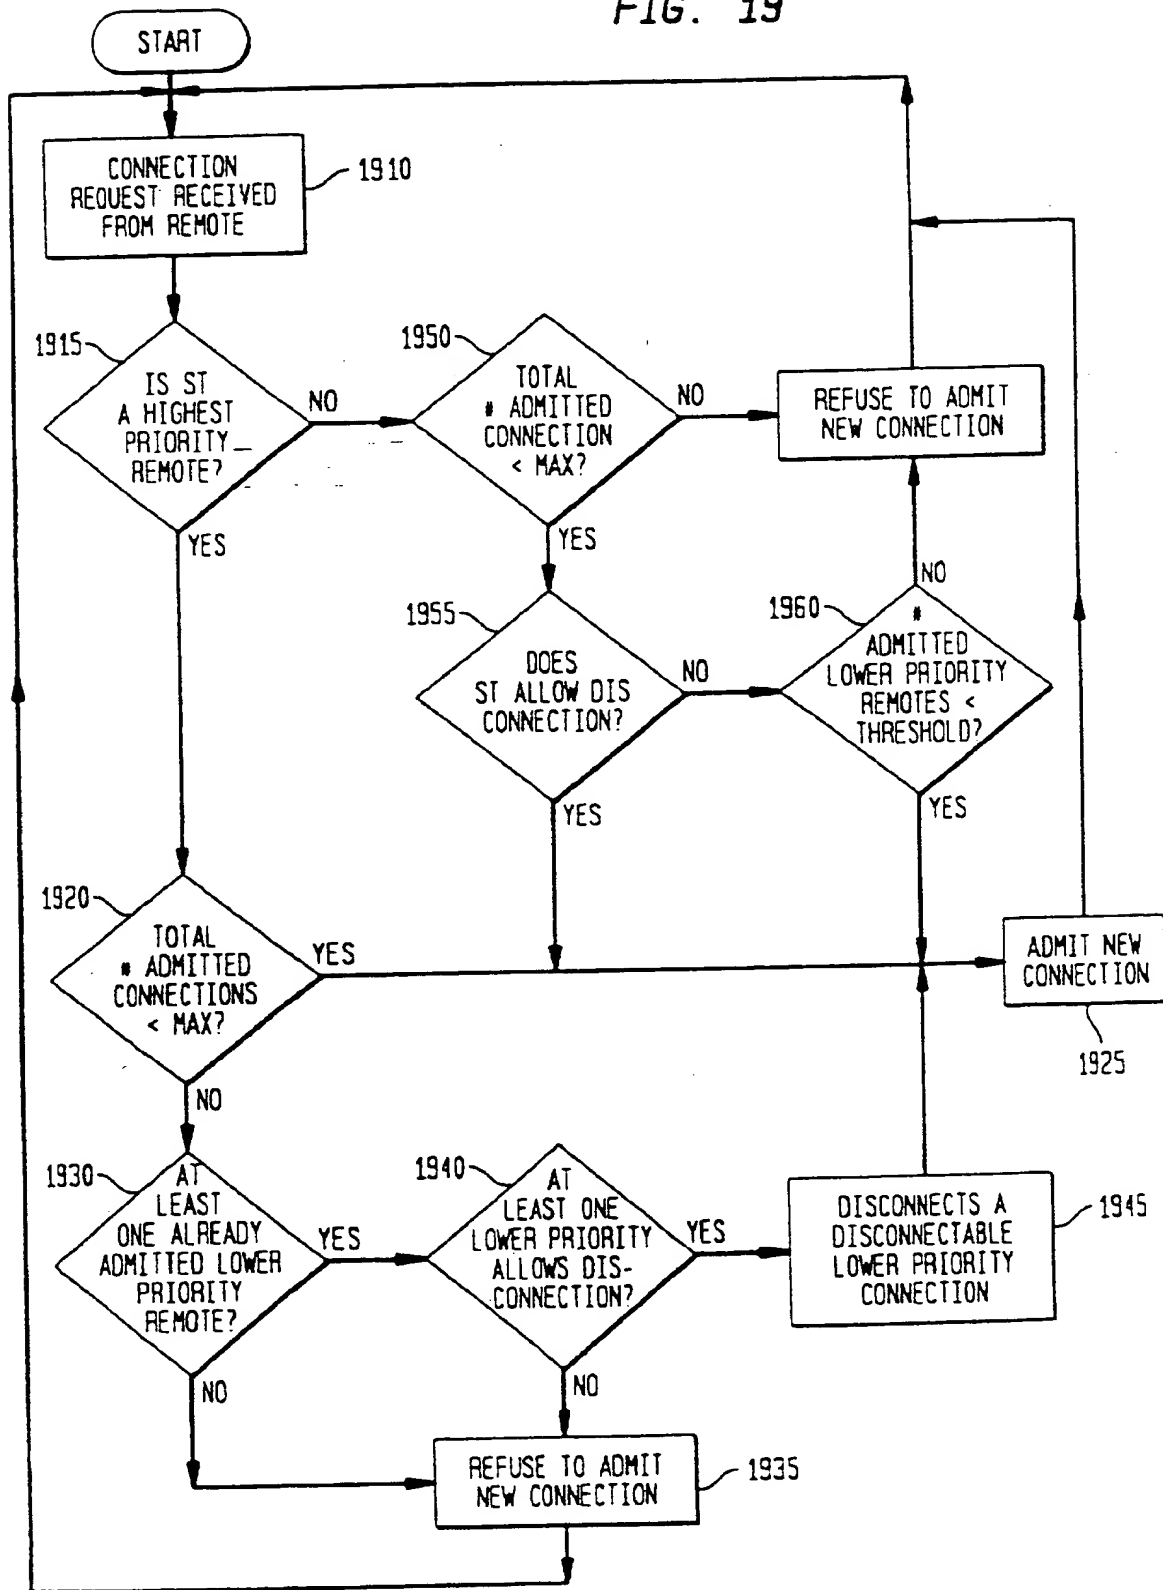 FIG. 19
START
CONNECTION
REQUEST RECEIVED
FROM REMOTE
1910
1915
IS ST
A HIGHEST
PRIORITY
REMOTE?
NO
YES
1950
TOTAL
# ADMITTED
CONNECTION
< MAX?
NO
YES
REFUSE TO ADMIT
NEW CONNECTION
1955
DOES
ST ALLOW DIS
CONNECTION?
NO
YES
1960
#
ADMITTED
LOWER PRIORITY
REMOTES <
THRESHOLD?
NO
YES
1920
TOTAL
# ADMITTED
CONNECTIONS
< MAX?
YES
NO
ADMIT NEW
CONNECTION
1925
1930
AT
LEAST
ONE ALREADY
ADMITTED LOWER
PRIORITY
REMOTE?
YES
NO
1940
AT
LEAST ONE
LOWER PRIORITY
ALLOWS DIS-
CONNECTION?
YES
NO
DISCONNECTS A
DISCONNECTABLE
LOWER PRIORITY
CONNECTION
1945
REFUSE TO ADMIT
NEW CONNECTION
1935